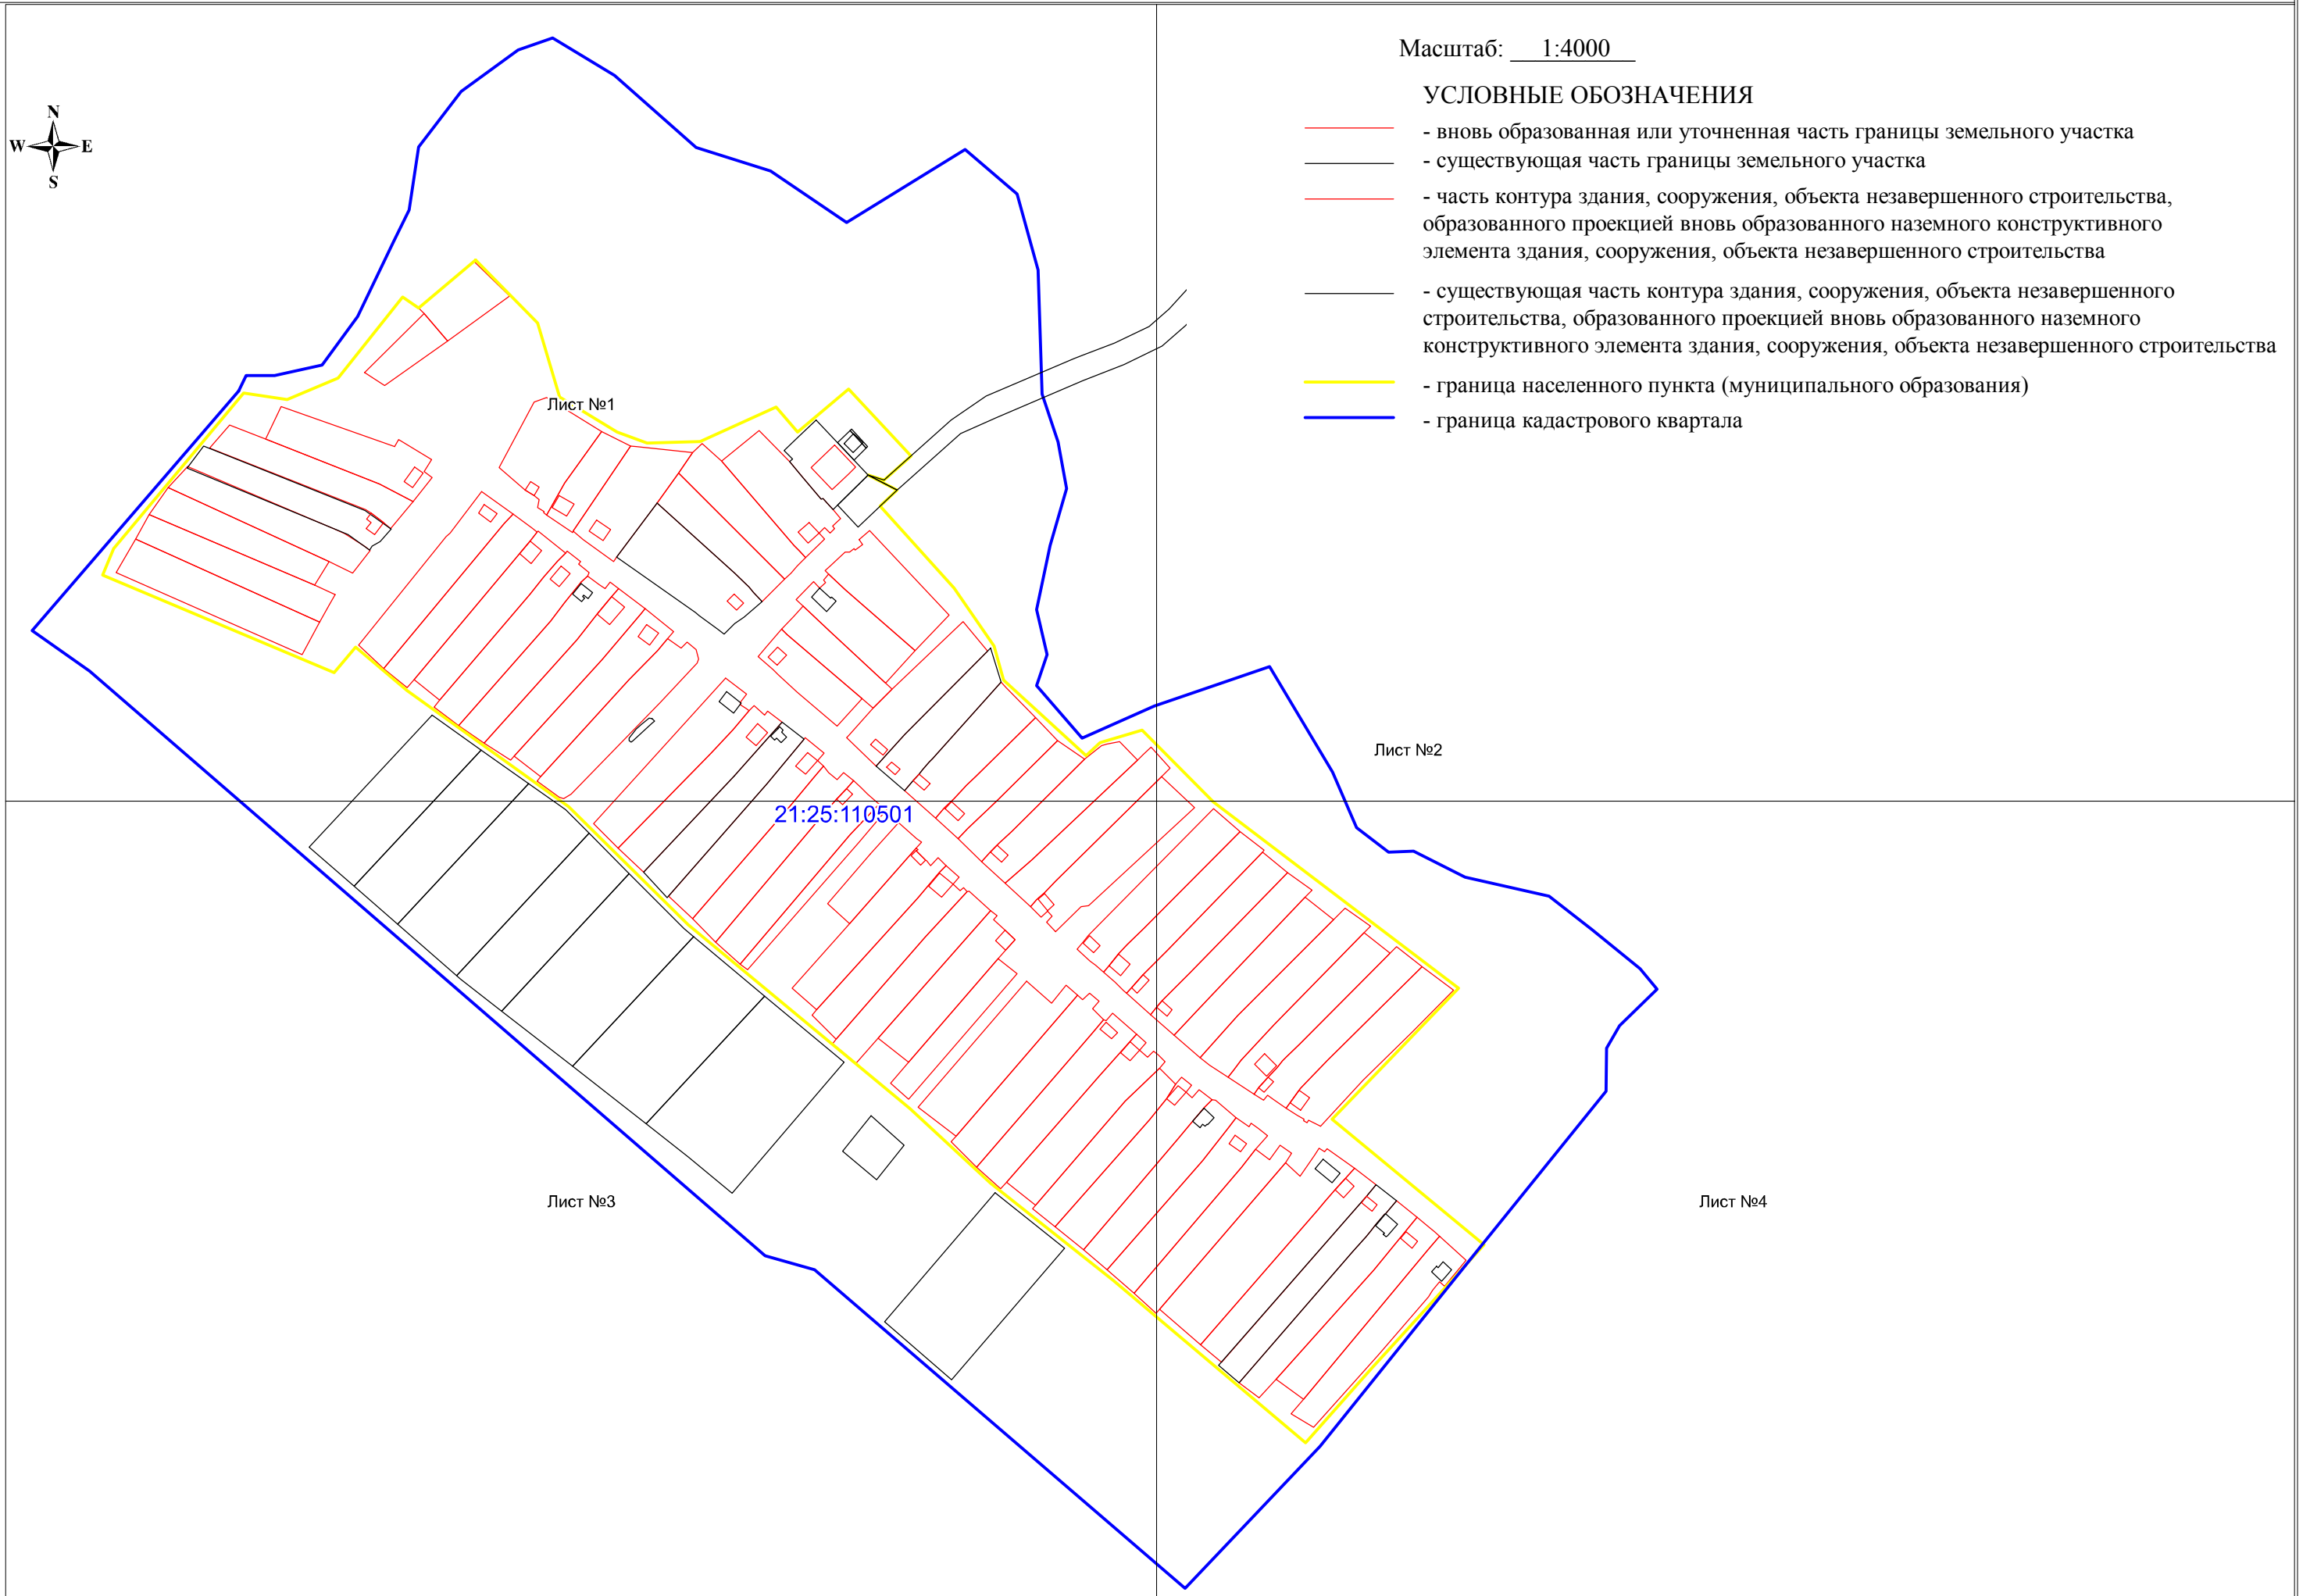 Масштаб: 1:4000
УСЛОВНЫЕ ОБОЗНАЧЕНИЯ
- вновь образованная или уточненная часть границы земельного участка
- существующая часть границы земельного участка
- часть контура здания, сооружения, объекта незавершенного строительства,
образованного проекцией вновь образованного наземного конструктивного
элемента здания, сооружения, объекта незавершенного строительства
- существующая часть контура здания, сооружения, объекта незавершенного
строительства, образованного проекцией вновь образованного наземного
конструктивного элемента здания, сооружения, объекта незавершенного строительства
- граница населенного пункта (муниципального образования)
- граница кадастрового квартала
N
W E
S
Лист №1
Лист №2
21:25:110501
Лист №3
Лист №4